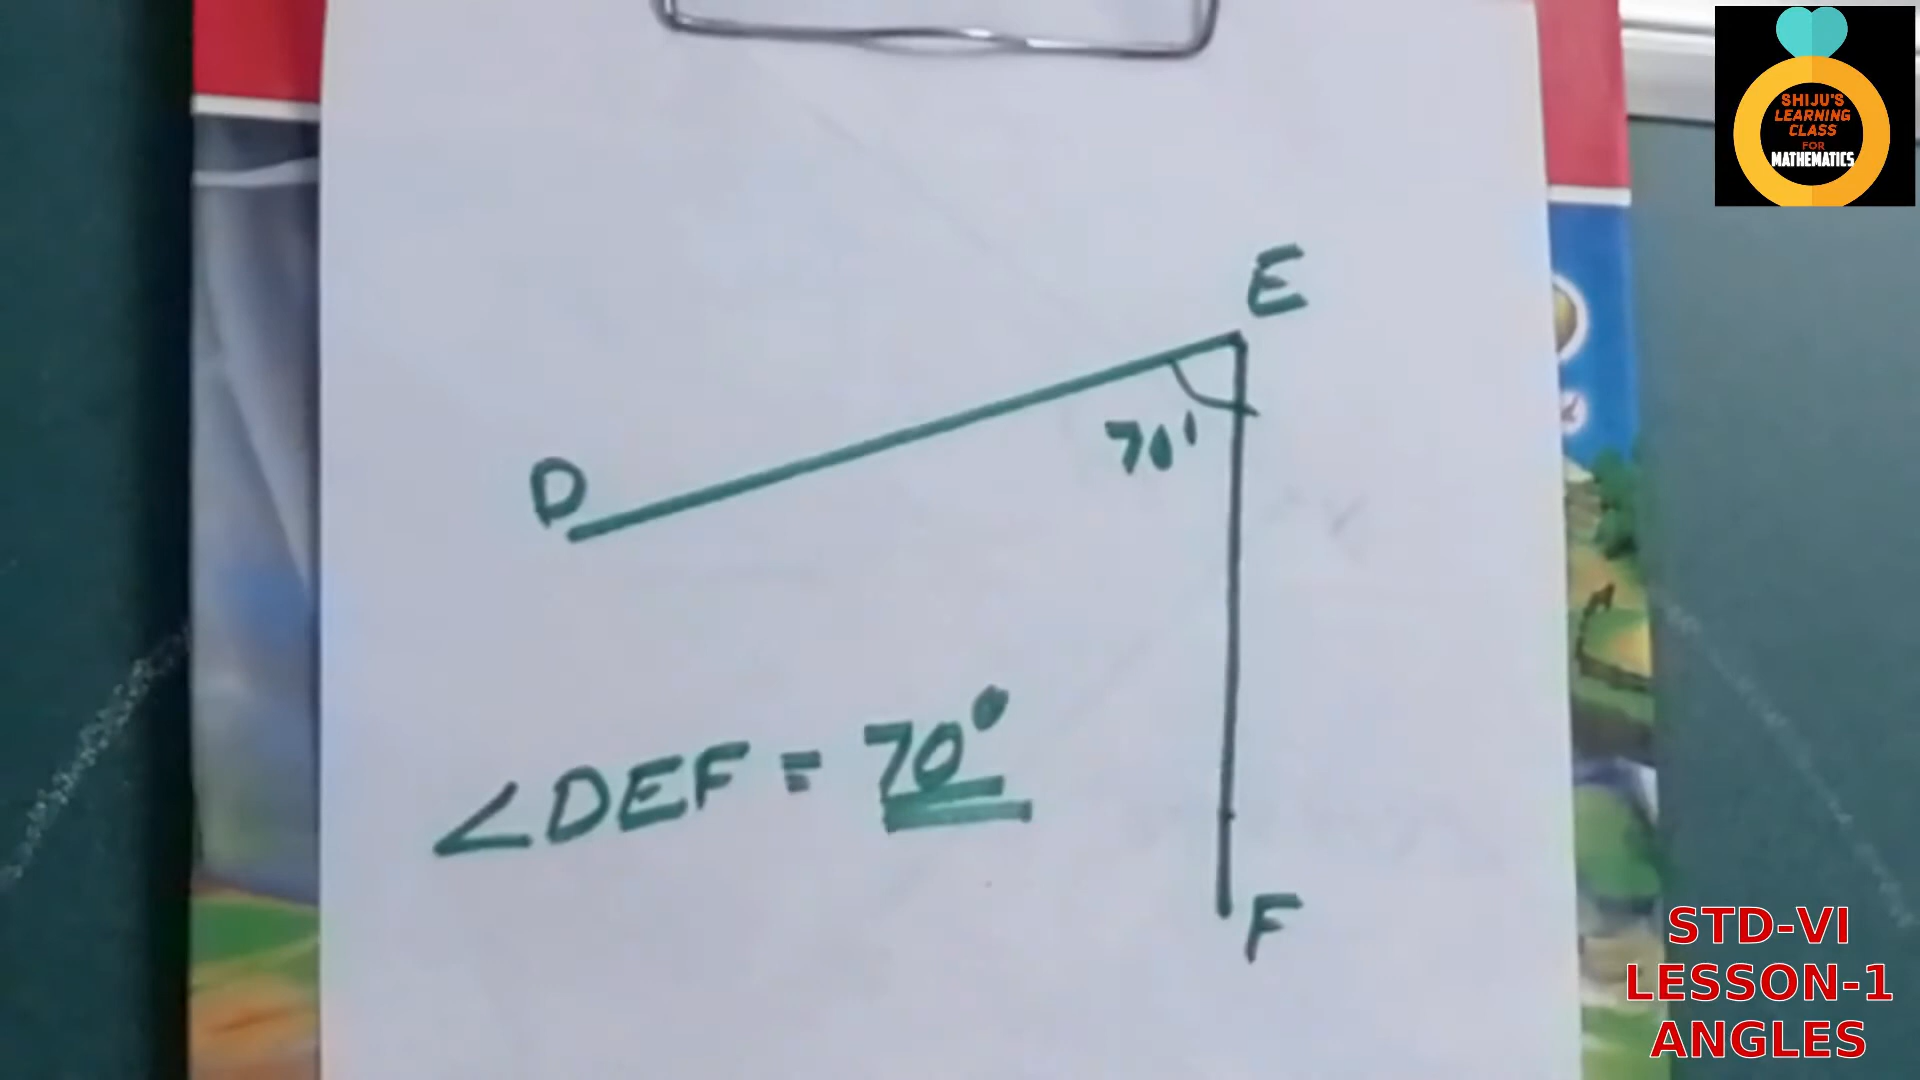 SHIJU'S
LEARNING
CLASS
FOR
MATHEMATICS
E
D
70'
∠DEF = 70°
F
STD-VI
LESSON-1
ANGLES